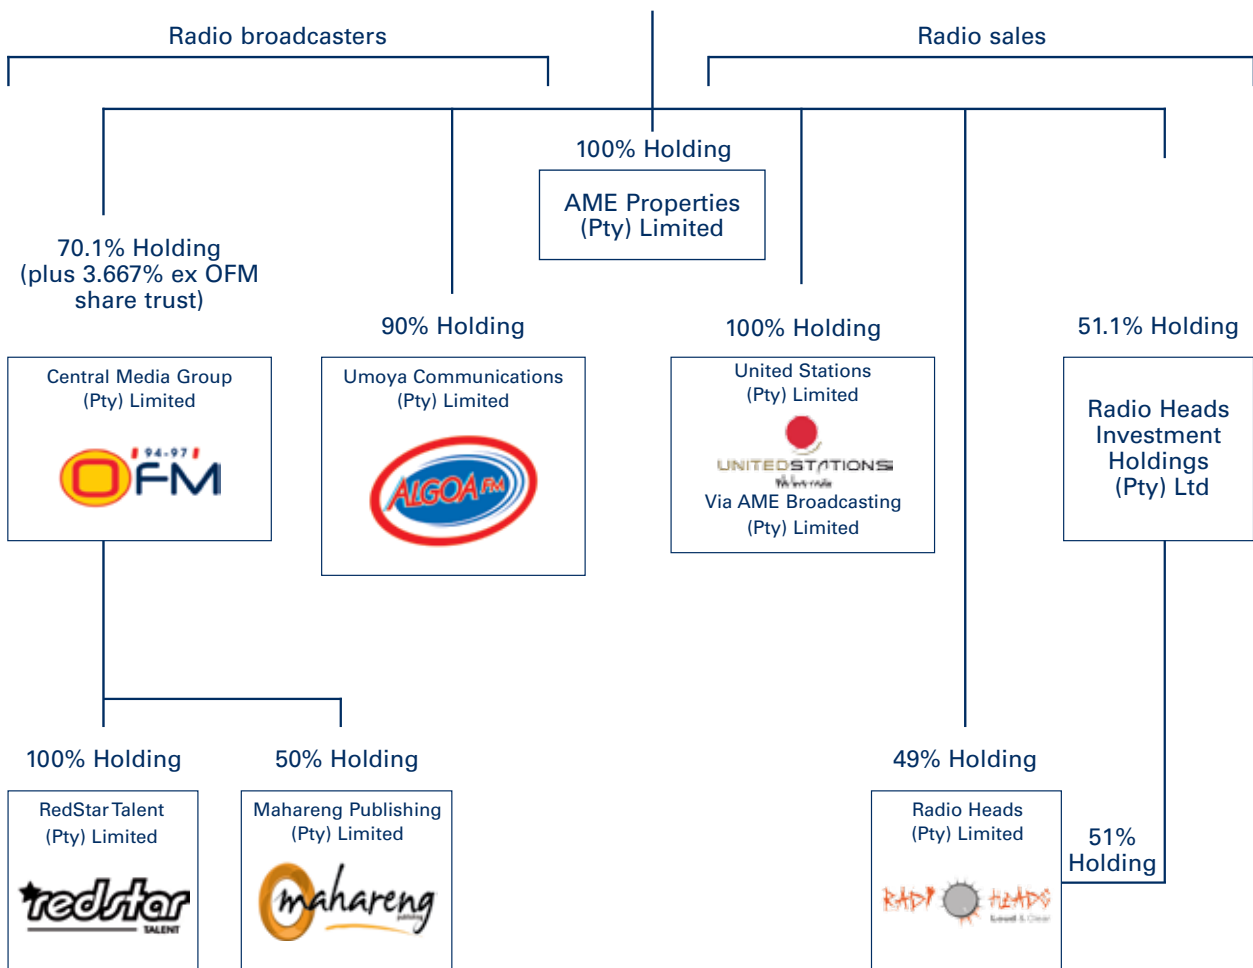 Radio broadcasters
Radio sales
100% Holding
AME Properties
(Pty) Limited
70.1% Holding
(plus 3.667% ex OFM
share trust)
90% Holding
100% Holding
51.1% Holding
Central Media Group
(Pty) Limited
94-97
OFM
Umoya Communications
(Pty) Limited
ALGOA FM
United Stations
(Pty) Limited
UNITEDSTATIONS
Via AME Broadcasting
(Pty) Limited
Radio Heads
Investment
Holdings
(Pty) Ltd
100% Holding
50% Holding
49% Holding
RedStar Talent
(Pty) Limited
redstar
TALENT
Mahareng Publishing
(Pty) Limited
mahareng
publishing
Radio Heads
(Pty) Limited
RADIO HEADS
Loud & Clear
51%
Holding